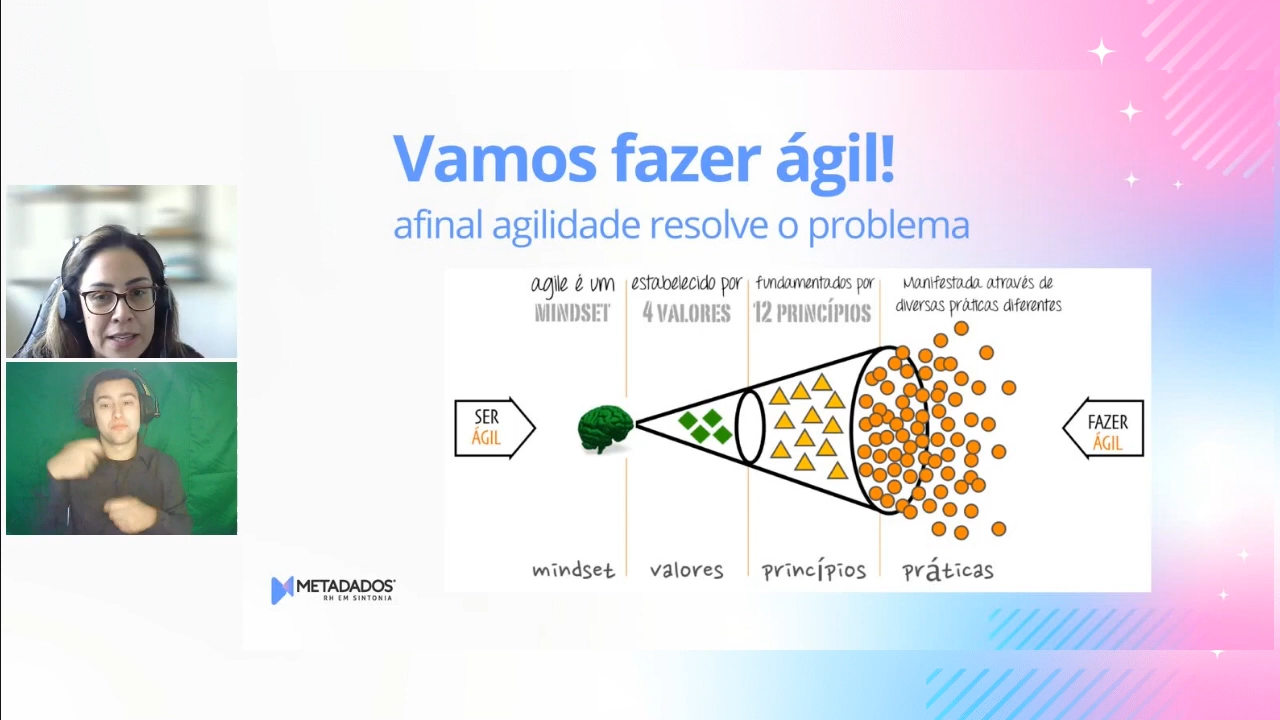 Vamos fazer ágil!
afinal agilidade resolve o problema
agile é um
MINDSET
estabelecido por
4 VALORES
fundamentados por
12 PRINCÍPIOS
Manifestada através de
diversas práticas diferentes
SER
ÁGIL
FAZER
ÁGIL
mindset
valores
princípios
práticas
METADADOS
RH EM SINTONIA